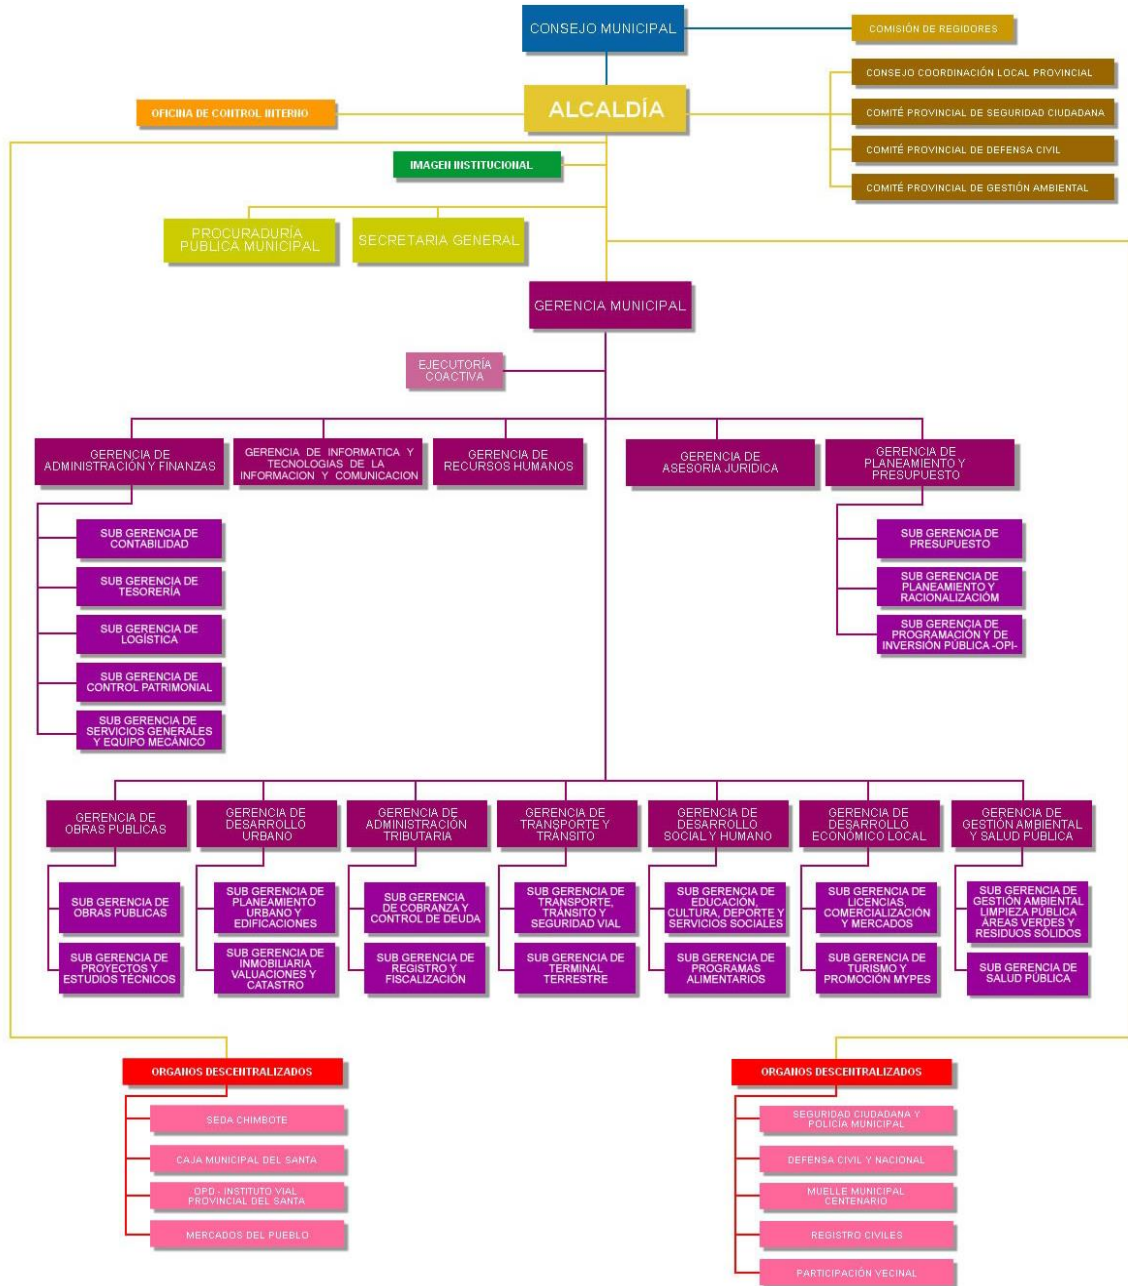 CONSEJO MUNICIPAL
COMISIÓN DE REGIDORES
CONSEJO COORDINACIÓN LOCAL PROVINCIAL
ALCALDÍA
OFICINA DE CONTROL INTERNO
COMITÉ PROVINCIAL DE SEGURIDAD CIUDADANA
COMITÉ PROVINCIAL DE DEFENSA CIVIL
IMAGEN INSTITUCIONAL
COMITÉ PROVINCIAL DE GESTIÓN AMBIENTAL
PROCURADURÍA
PUBLICA MUNICIPAL
SECRETARIA GENERAL
GERENCIA MUNICIPAL
EJECUTORÍA
COACTIVA
GERENCIA DE
ADMINISTRACIÓN Y FINANZAS
GERENCIA DE INFORMATICA Y
TECNOLOGIAS DE LA
INFORMACION Y COMUNICACION
GERENCIA DE
RECURSOS HUMANOS
GERENCIA DE
ASESORIA JURIDICA
GERENCIA DE
PLANEAMIENTO Y
PRESUPUESTO
SUB GERENCIA DE
CONTABILIDAD
SUB GERENCIA DE
TESORERÍA
SUB GERENCIA DE
LOGÍSTICA
SUB GERENCIA DE
CONTROL PATRIMONIAL
SUB GERENCIA DE
SERVICIOS GENERALES
Y EQUIPO MECÁNICO
SUB GERENCIA DE
PRESUPUESTO
SUB GERENCIA DE
PLANEAMIENTO Y
RACIONALIZACIÓM
SUB GERENCIA DE
PROGRAMACIÓN Y DE
INVERSIÓN PÚBLICA -OPI-
GERENCIA DE
OBRAS PUBLICAS
GERENCIA DE
DESARROLLO
URBANO
GERENCIA DE
ADMINISTRACIÓN
TRIBUTARIA
GERENCIA DE
TRANSPORTE Y
TRÁNSITO
GERENCIA DE
DESARROLLO
SOCIAL Y HUMANO
GERENCIA DE
DESARROLLO
ECONÓMICO LOCAL
GERENCIA DE
GESTIÓN AMBIENTAL
Y SALUD PÚBLICA
SUB GERENCIA DE
OBRAS PUBLICAS
SUB GERENCIA DE
PLANEAMIENTO
URBANO Y
EDIFICACIONES
SUB GERENCIA
DE COBRANZA Y
CONTROL DE DEUDA
SUB GERENCIA DE
TRANSPORTE,
TRÁNSITO Y
SEGURIDAD VIAL
SUB GERENCIA DE
EDUCACIÓN,
CULTURA, DEPORTE Y
SERVICIOS SOCIALES
SUB GERENCIA DE
LICENCIAS,
COMERCIALIZACIÓN
Y MERCADOS
SUB GERENCIA DE
GESTIÓN AMBIENTAL
LIMPIEZA PÚBLICA
ÁREAS VERDES Y
RESIDUOS SÓLIDOS
SUB GERENCIA DE
PROYECTOS Y
ESTUDIOS TÉCNICOS
SUB GERENCIA DE
INMOBILIARIA
VALUACIONES Y
CATASTRO
SUB GERENCIA DE
REGISTRO Y
FISCALIZACIÓN
SUB GERENCIA DE
TERMINAL
TERRESTRE
SUB GERENCIA DE
PROGRAMAS
ALIMENTARIOS
SUB GERENCIA DE
TURISMO Y
PROMOCIÓN MYPES
SUB GERENCIA DE
SALUD PÚBLICA
ORGANOS DESCENTRALIZADOS
SEDA CHIMBOTE
CAJA MUNICIPAL DEL SANTA
OPD - INSTITUTO VIAL
PROVINCIAL DEL SANTA
MERCADOS DEL PUEBLO
ORGANOS DESCENTRALIZADOS
SEGURIDAD CIUDADANA Y
POLICÍA MUNICIPAL
DEFENSA CIVIL Y NACIONAL
MUELLE MUNICIPAL
CENTENARIO
REGISTRO CIVILES
PARTICIPACIÓN VECINAL